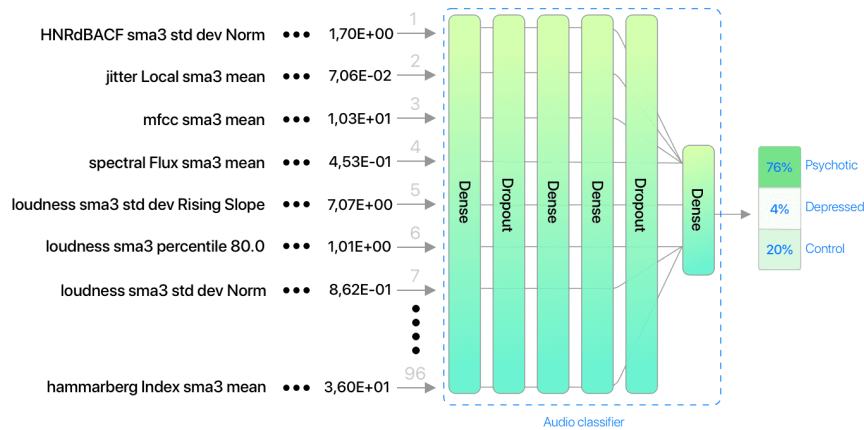 HNRdBACF sma3 std dev Norm ••• 1,70E+00 1
jitter Local sma3 mean ••• 7,06E-02 2
mfcc sma3 mean ••• 1,03E+01 3
spectral Flux sma3 mean ••• 4,53E-01 4
loudness sma3 std dev Rising Slope ••• 7,07E+00 5
loudness sma3 percentile 80.0 ••• 1,01E+00 6
loudness sma3 std dev Norm ••• 8,62E-01 7
hammarberg Index sma3 mean ••• 3,60E+01 96
Dense
Dropout
Dense
Dense
Dropout
Dense
76% Psychotic
4% Depressed
20% Control
Audio classifier